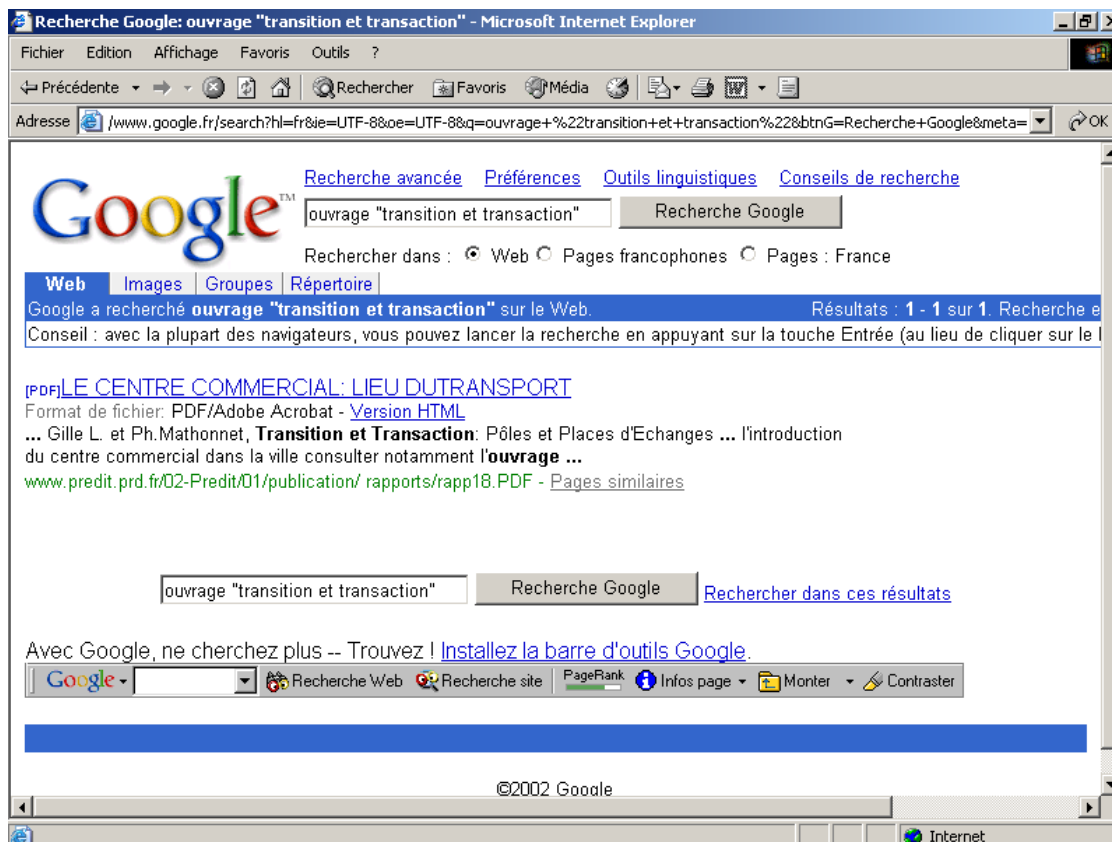 Recherche Google: ouvrage "transition et transaction" - Microsoft Internet Explorer
Fichier Edition Affichage Favoris Outils ?
Précédente Rechercher Favoris Média
Adresse /www.google.fr/search?hl=fr&ie=UTF-8&oe=UTF-8&q=ouvrage+%22transition+et+transaction%22&btnG=Recherche+Google&meta= OK
Google™
Recherche avancée Préférences Outils linguistiques Conseils de recherche
ouvrage "transition et transaction" Recherche Google
Rechercher dans : Web Pages francophones Pages : France
Web Images Groupes Répertoire
Google a recherché ouvrage "transition et transaction" sur le Web. Résultats : 1 - 1 sur 1. Recherche e
Conseil : avec la plupart des navigateurs, vous pouvez lancer la recherche en appuyant sur la touche Entrée (au lieu de cliquer sur le
[PDF]LE CENTRE COMMERCIAL: LIEU DUTRANSPORT
Format de fichier: PDF/Adobe Acrobat - Version HTML
... Gille L. et Ph.Mathonnet, Transition et Transaction: Pôles et Places d'Echanges ... l'introduction
du centre commercial dans la ville consulter notamment l'ouvrage ...
www.predit.prd.fr/02-Predit/01/publication/ rapports/rapp18.PDF - Pages similaires
ouvrage "transition et transaction" Recherche Google Rechercher dans ces résultats
Avec Google, ne cherchez plus -- Trouvez ! Installez la barre d'outils Google.
Google Recherche Web Recherche site PageRank Infos page Monter Contraster
©2002 Google
Internet